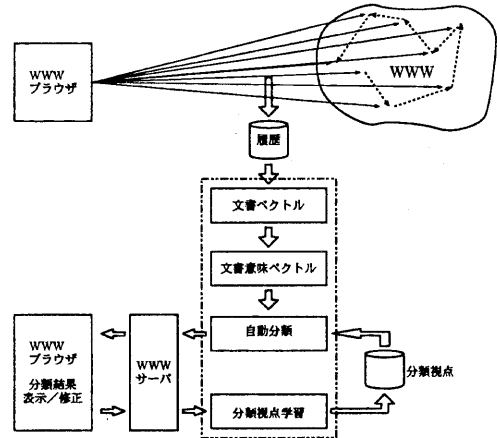 WWW
ブラウザ
WWW
履歴
文書ベクトル
文書意味ベクトル
自動分類
WWW
ブラウザ
分類結果
表示／修正
WWW
サーバ
分類視点
分類視点学習